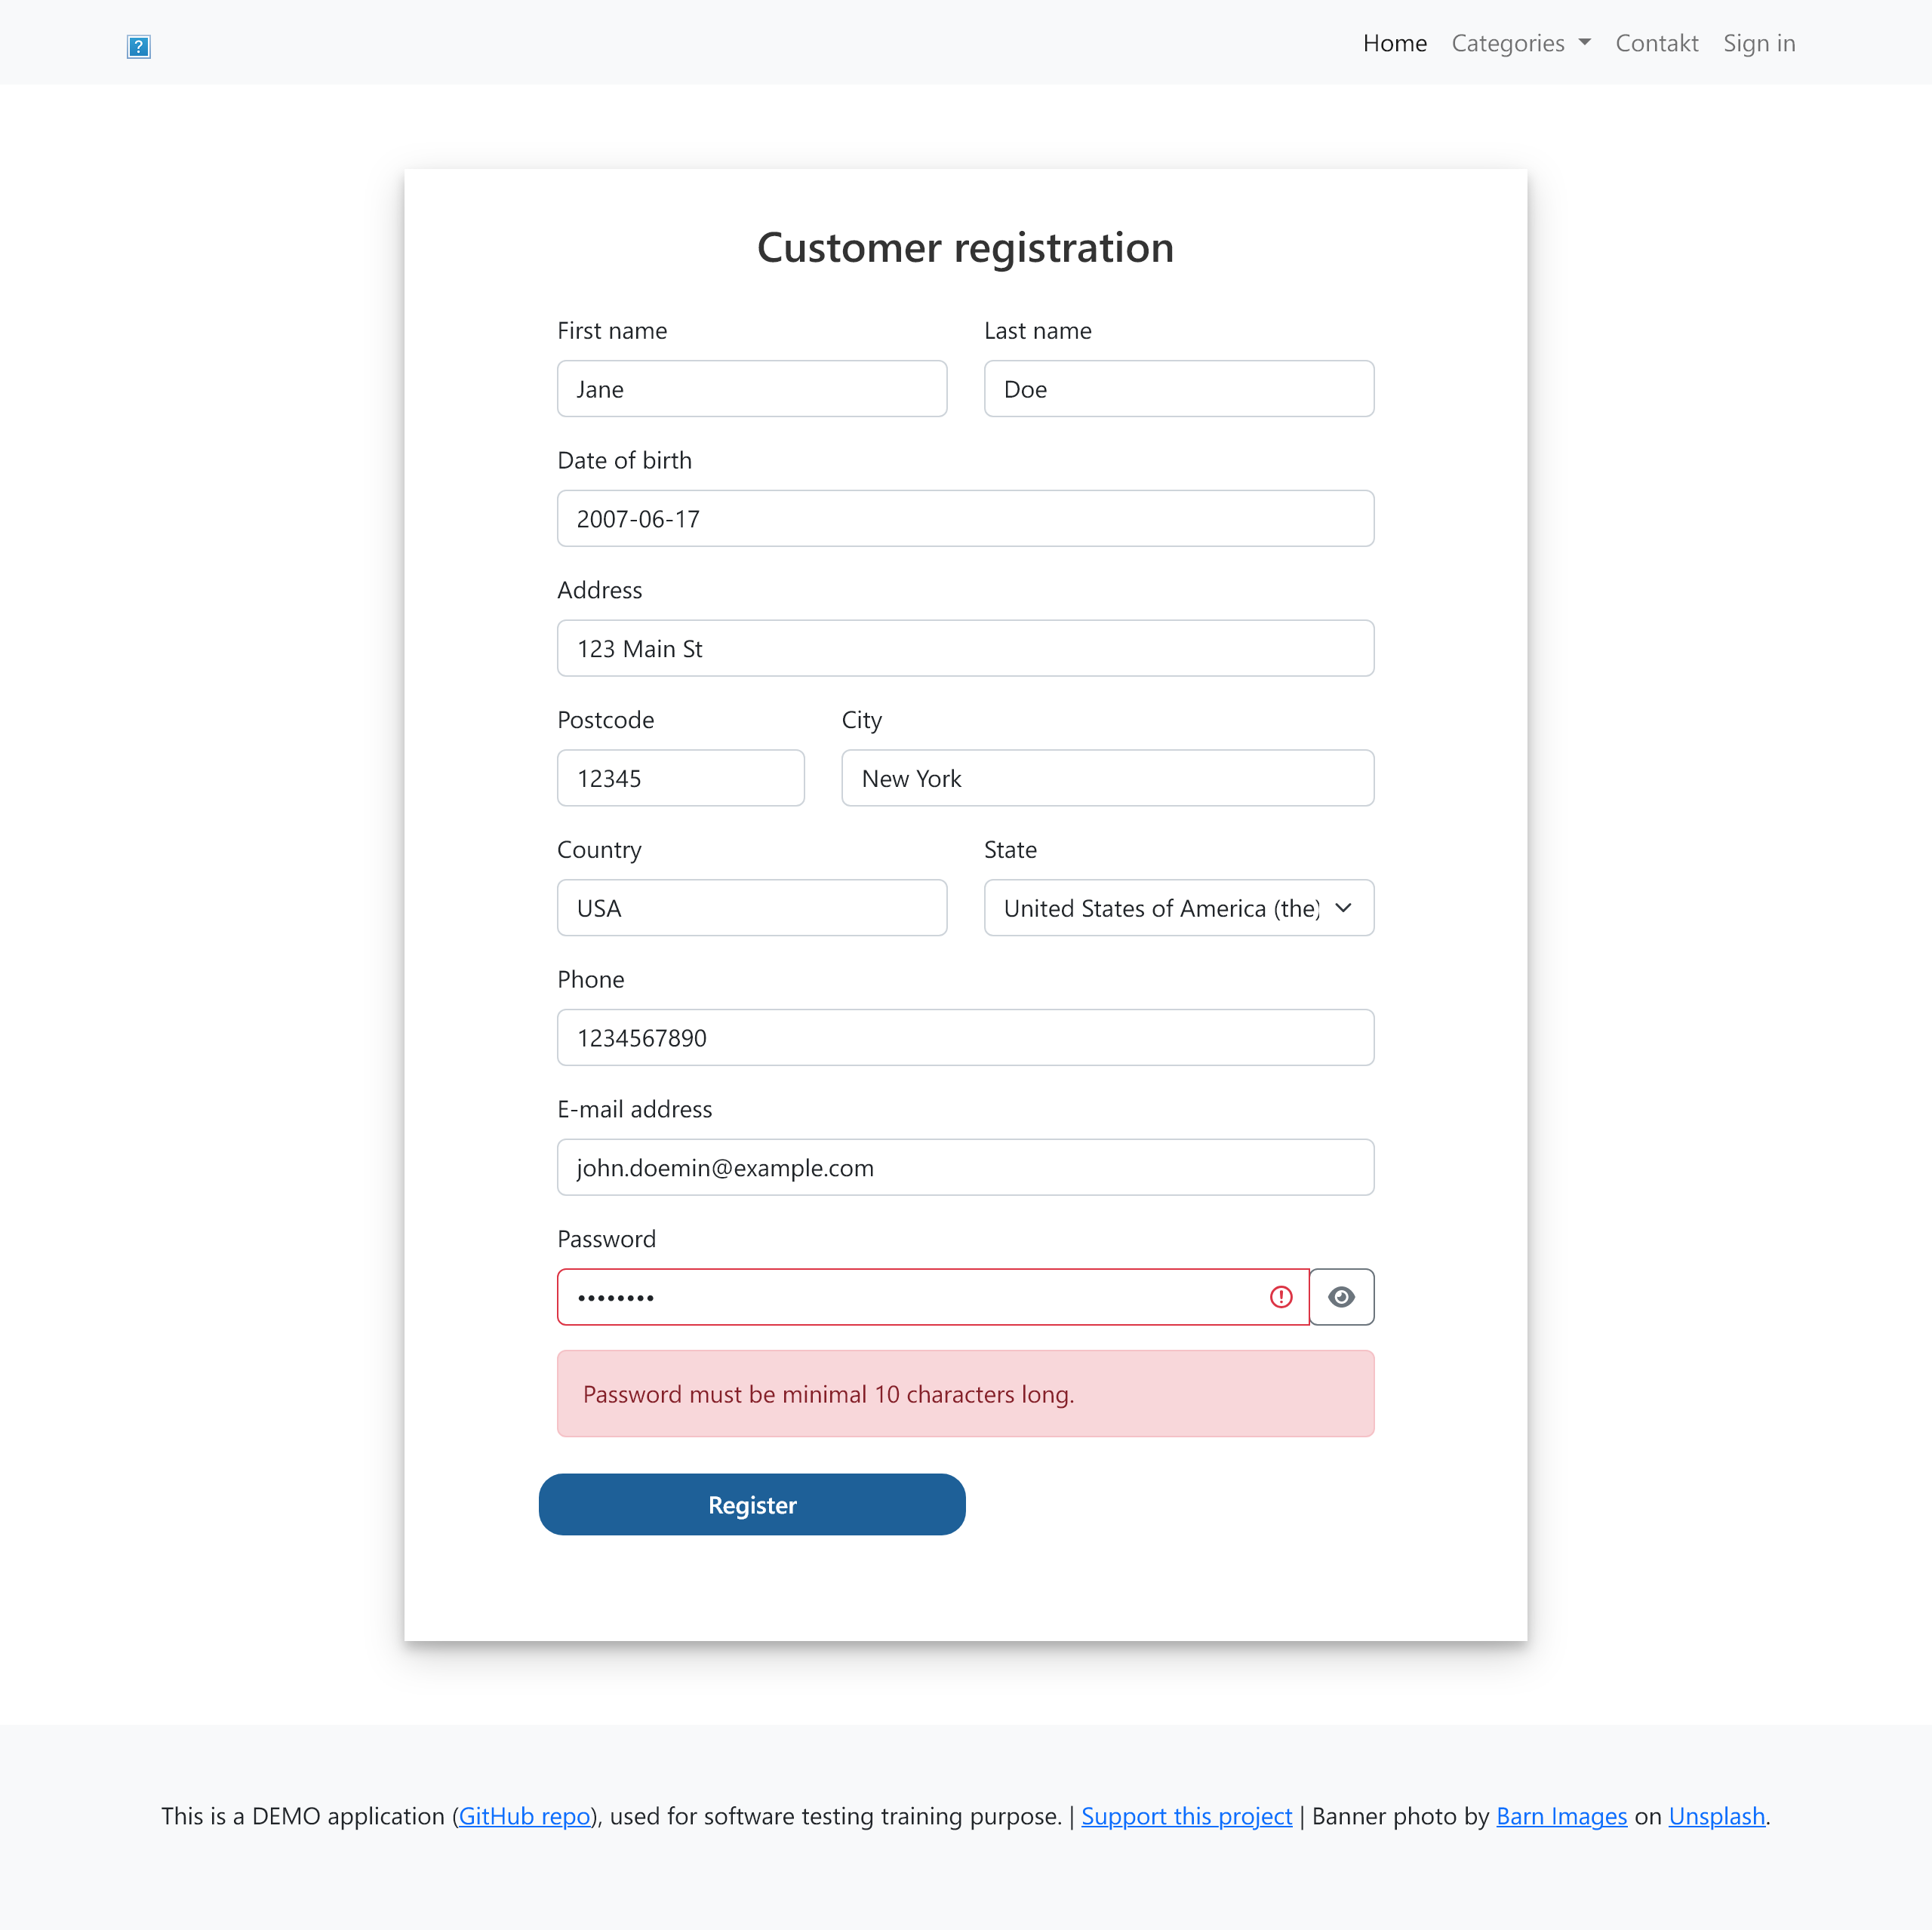 Home Categories Contakt Sign in
Customer registration
First name Last name
Jane Doe
Date of birth
2007-06-17
Address
123 Main St
Postcode City
12345 New York
Country State
USA United States of America (the)
Phone
1234567890
E-mail address
john.doemin@example.com
Password
••••••••
Password must be minimal 10 characters long.
Register
This is a DEMO application (GitHub repo), used for software testing training purpose. | Support this project | Banner photo by Barn Images on Unsplash.